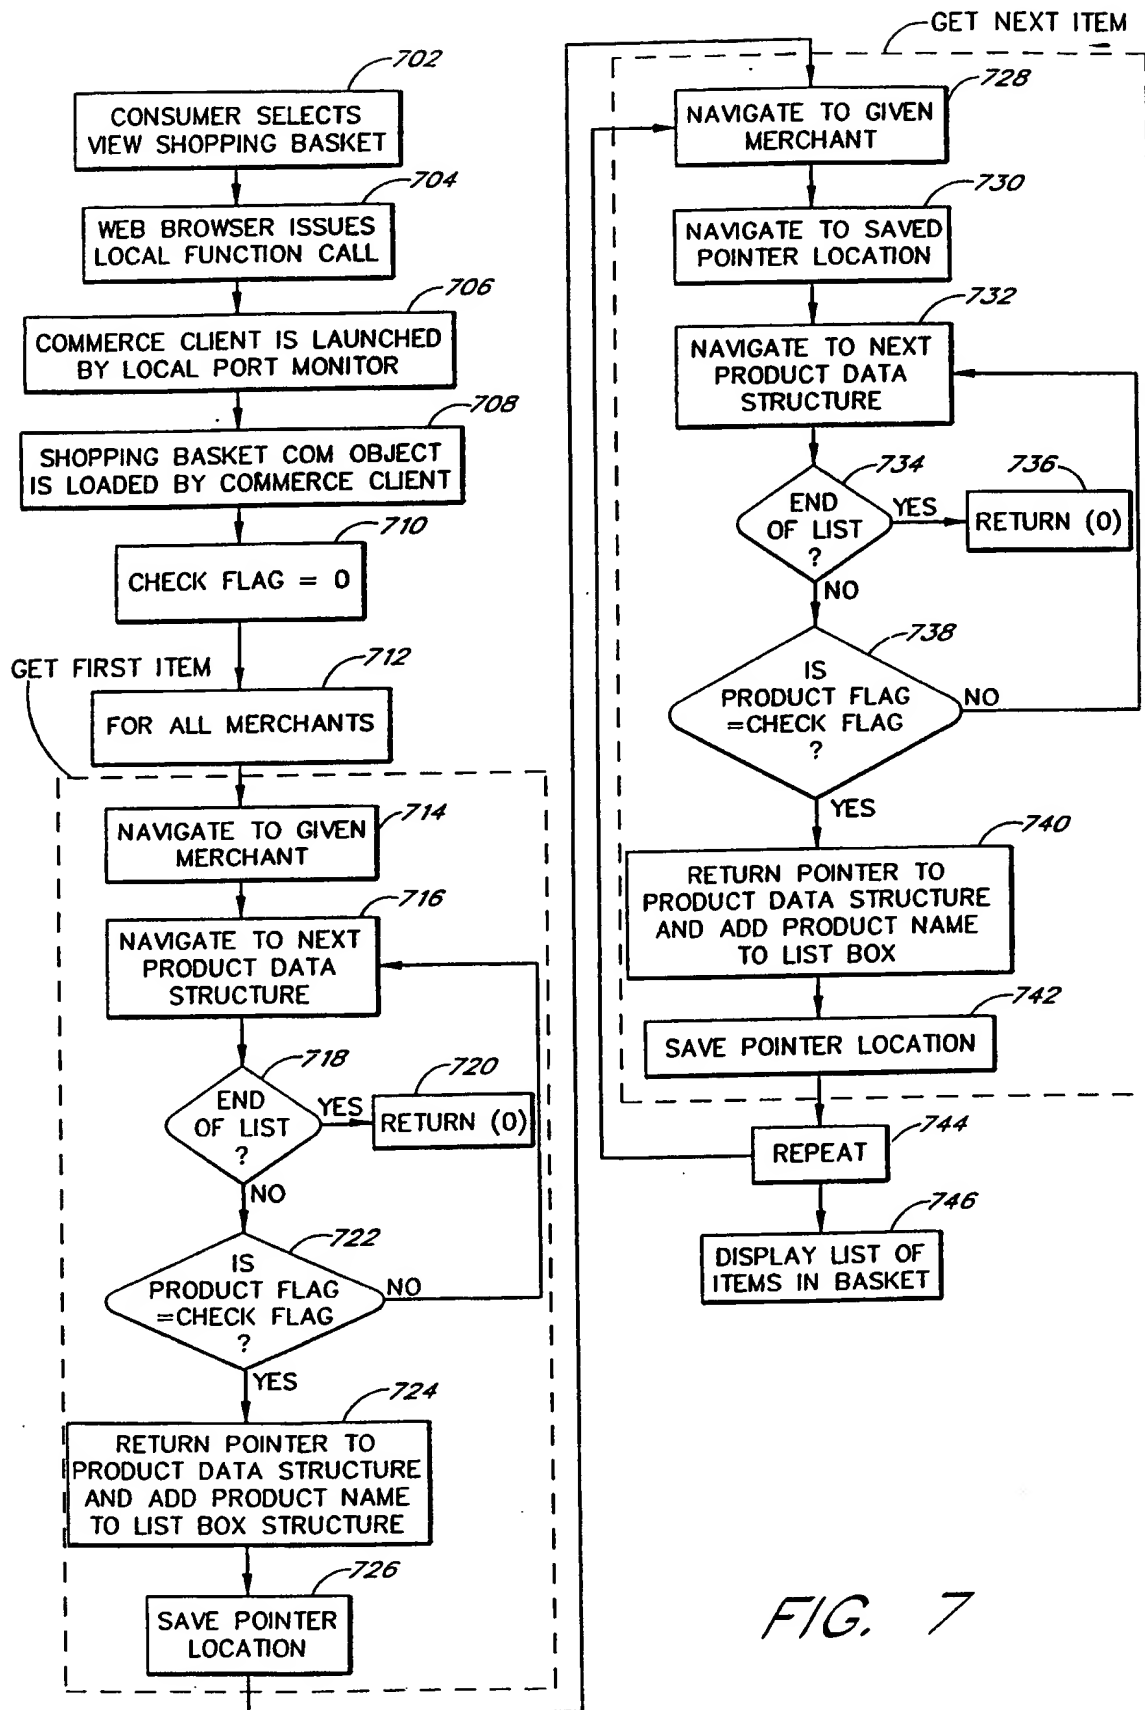 702
CONSUMER SELECTS
VIEW SHOPPING BASKET
704
WEB BROWSER ISSUES
LOCAL FUNCTION CALL
706
COMMERCE CLIENT IS LAUNCHED
BY LOCAL PORT MONITOR
708
SHOPPING BASKET COM OBJECT
IS LOADED BY COMMERCE CLIENT
710
CHECK FLAG = 0
GET FIRST ITEM
712
FOR ALL MERCHANTS
714
NAVIGATE TO GIVEN
MERCHANT
716
NAVIGATE TO NEXT
PRODUCT DATA
STRUCTURE
718
END
OF LIST
?
YES
720
RETURN (0)
NO
722
IS
PRODUCT FLAG
=CHECK FLAG
?
NO
YES
724
RETURN POINTER TO
PRODUCT DATA STRUCTURE
AND ADD PRODUCT NAME
TO LIST BOX STRUCTURE
726
SAVE POINTER
LOCATION
GET NEXT ITEM
728
NAVIGATE TO GIVEN
MERCHANT
730
NAVIGATE TO SAVED
POINTER LOCATION
732
NAVIGATE TO NEXT
PRODUCT DATA
STRUCTURE
734
END
OF LIST
?
YES
736
RETURN (0)
NO
738
IS
PRODUCT FLAG
=CHECK FLAG
?
NO
YES
740
RETURN POINTER TO
PRODUCT DATA STRUCTURE
AND ADD PRODUCT NAME
TO LIST BOX
742
SAVE POINTER LOCATION
744
REPEAT
746
DISPLAY LIST OF
ITEMS IN BASKET
FIG. 7